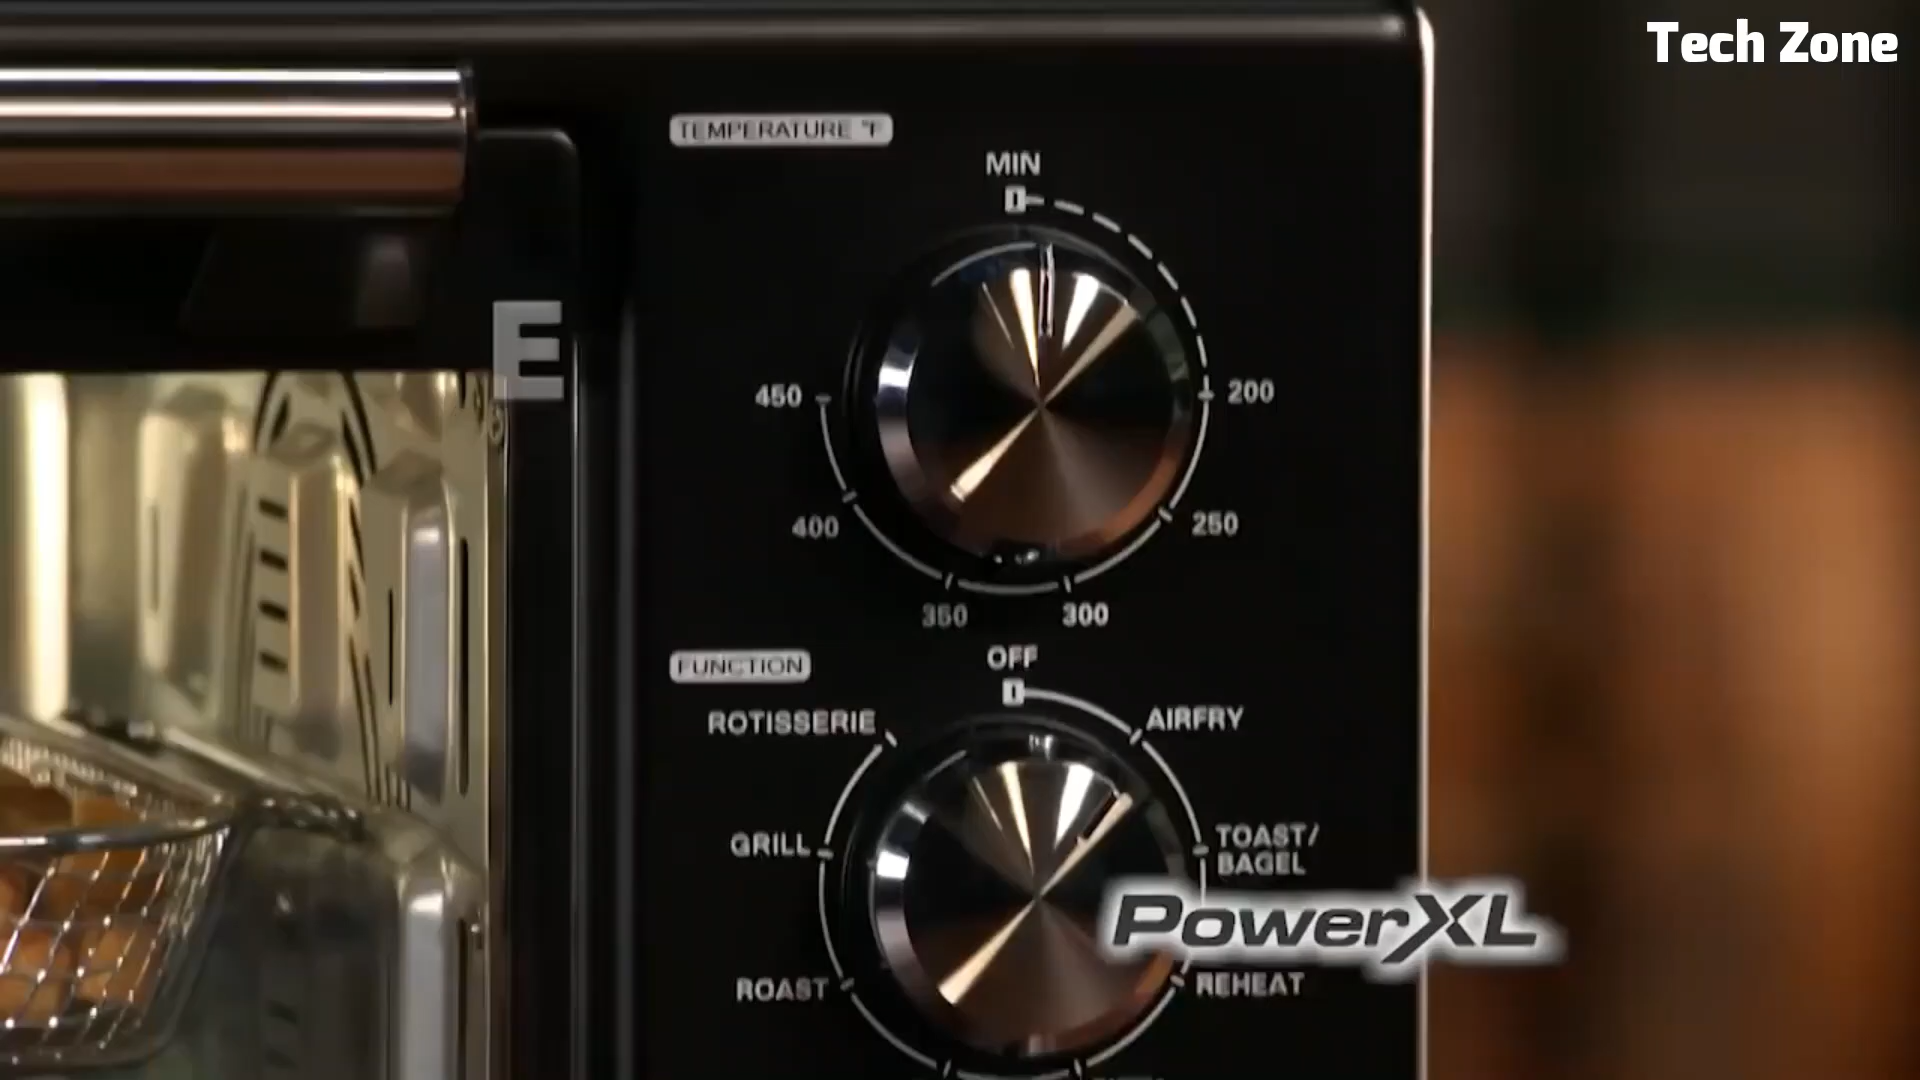 Tech Zone
TEMPERATURE °F
MIN
E
450
200
400
250
350
300
FUNCTION
OFF
ROTISSERIE
AIRFRY
GRILL
TOAST/
BAGEL
PowerXL
ROAST
REHEAT